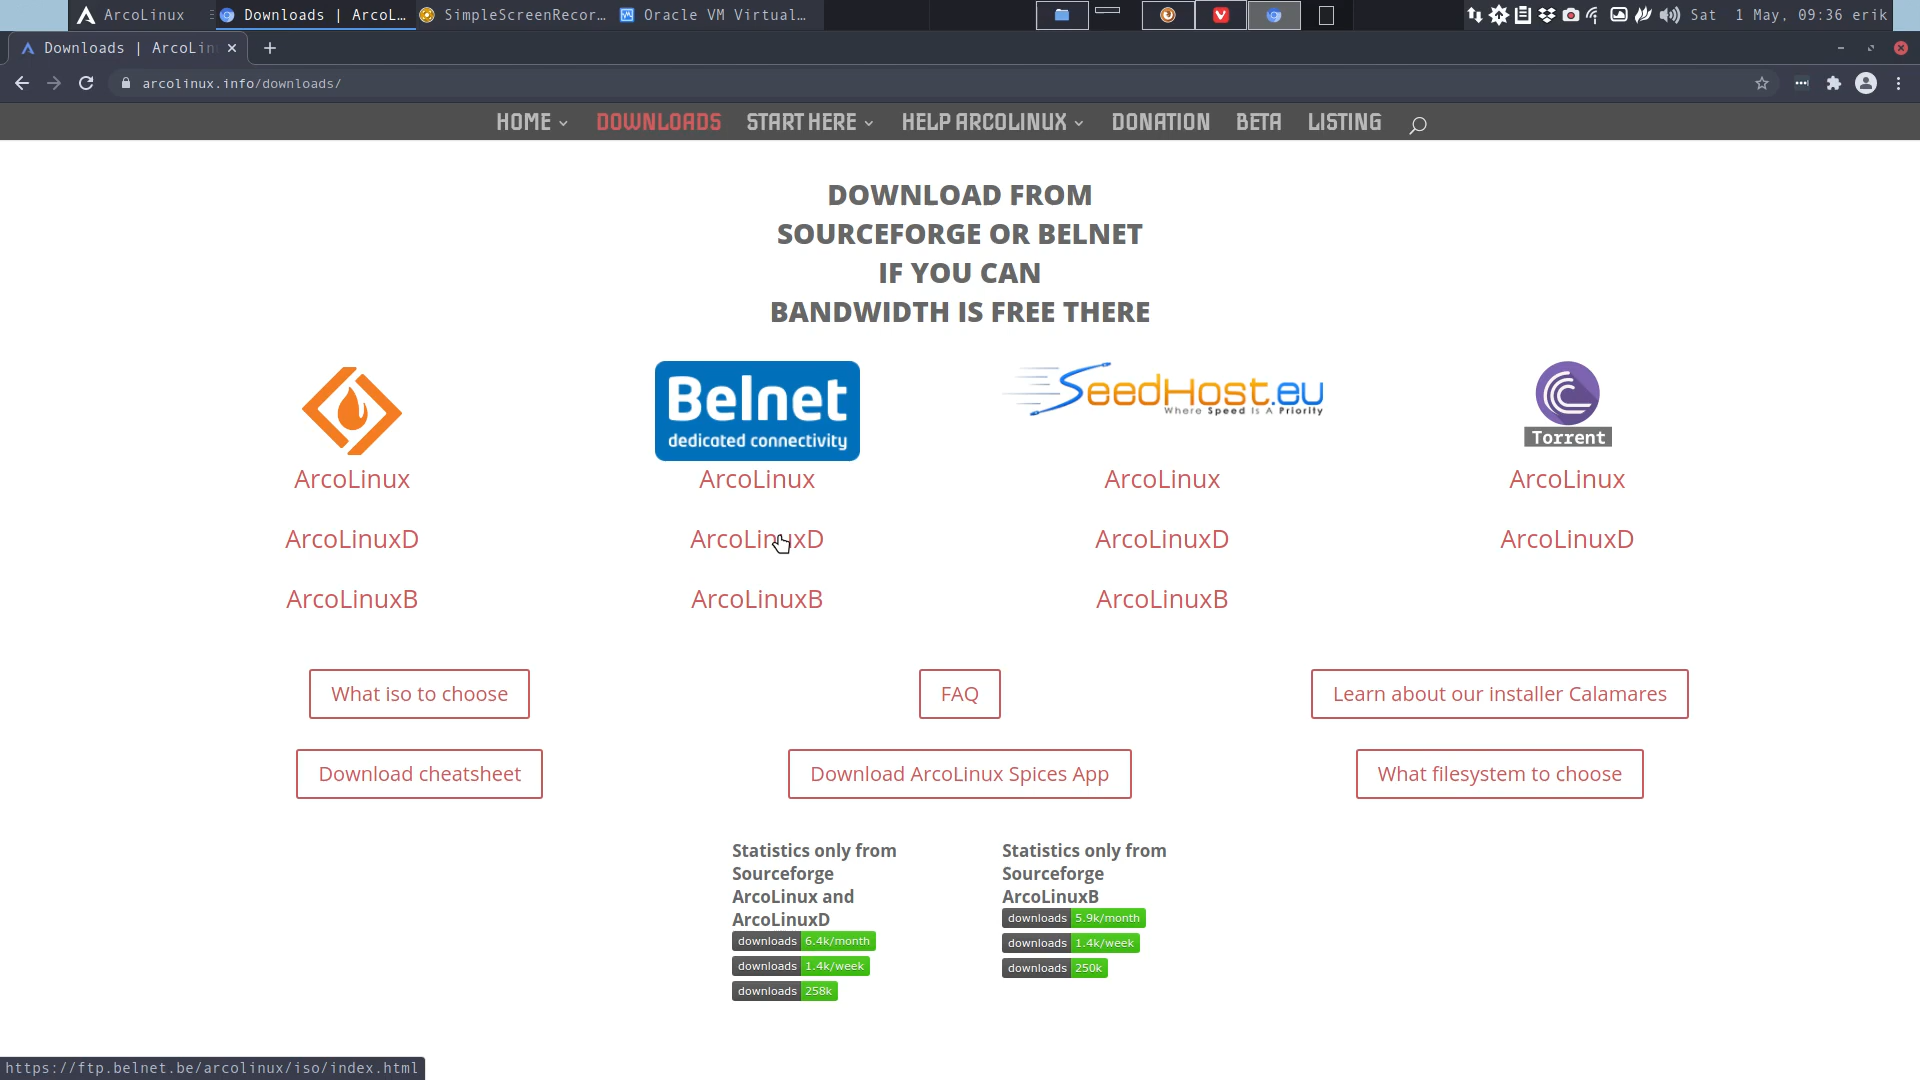 ArcoLinux
Downloads | ArcoL...
SimpleScreenRecor...
Oracle VM Virtual...
Sat 1 May, 09:36 erik
Downloads | ArcoLin
arcolinux.info/downloads/
HOME
DOWNLOADS
START HERE
HELP ARCOLINUX
DONATION
BETA
LISTING
DOWNLOAD FROM
SOURCEFORGE OR BELNET
IF YOU CAN
BANDWIDTH IS FREE THERE
Belnet
dedicated connectivity
SeedHost.eu
Where Speed Is A Priority
Torrent
ArcoLinux
ArcoLinux
ArcoLinux
ArcoLinux
ArcoLinuxD
ArcoLinuxD
ArcoLinuxD
ArcoLinuxD
ArcoLinuxB
ArcoLinuxB
ArcoLinuxB
What iso to choose
FAQ
Learn about our installer Calamares
Download cheatsheet
Download ArcoLinux Spices App
What filesystem to choose
Statistics only from
Sourceforge
ArcoLinux and
ArcoLinuxD
downloads 6.4k/month
downloads 1.4k/week
downloads 258k
Statistics only from
Sourceforge
ArcoLinuxB
downloads 5.9k/month
downloads 1.4k/week
downloads 250k
https://ftp.belnet.be/arcolinux/iso/index.html